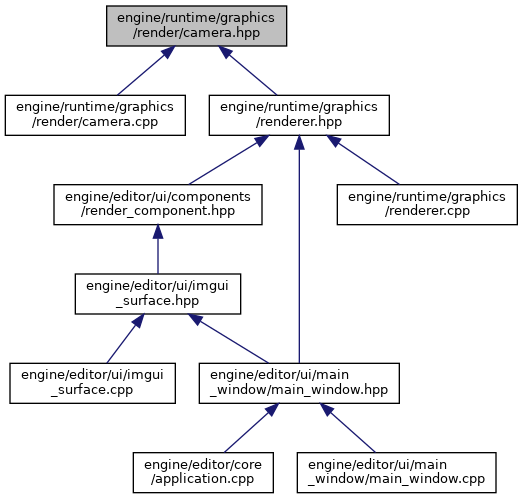 engine/runtime/graphics
/render/camera.hpp
engine/runtime/graphics
/render/camera.cpp
engine/runtime/graphics
/renderer.hpp
engine/editor/ui/components
/render_component.hpp
engine/runtime/graphics
/renderer.cpp
engine/editor/ui/imgui
_surface.hpp
engine/editor/ui/imgui
_surface.cpp
engine/editor/ui/main
_window/main_window.hpp
engine/editor/core
/application.cpp
engine/editor/ui/main
_window/main_window.cpp